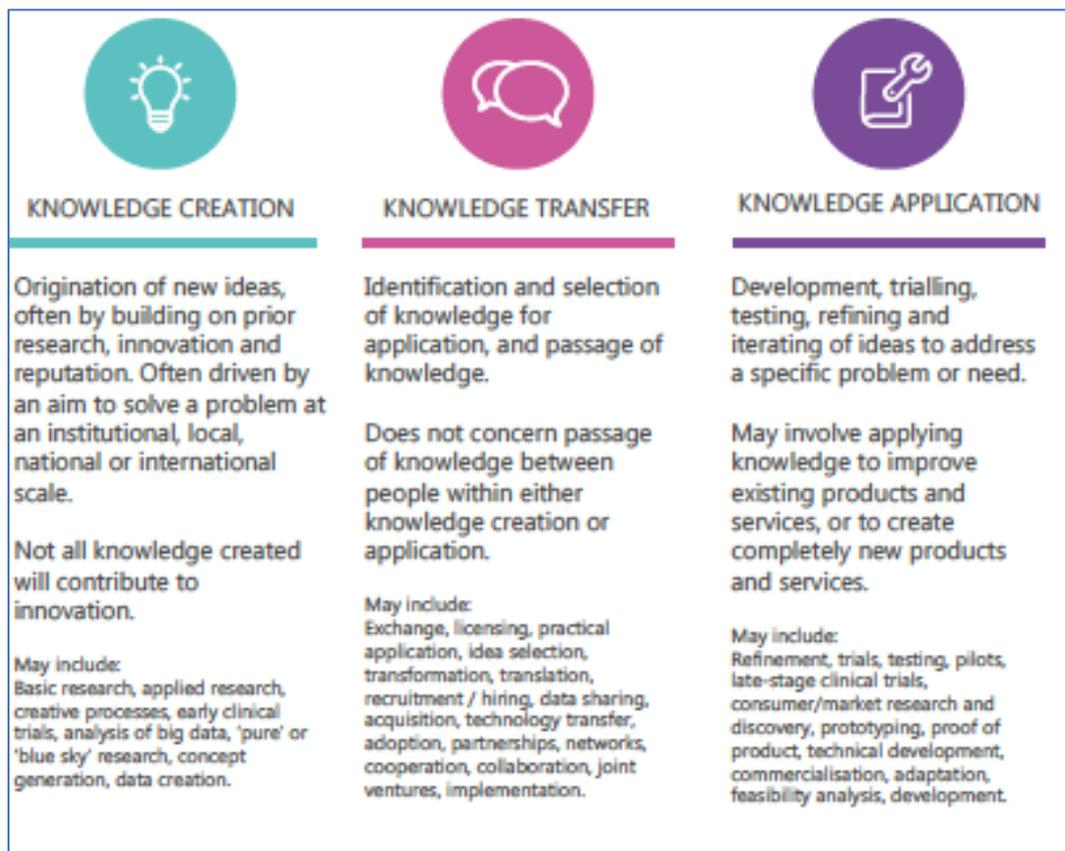 KNOWLEDGE CREATION
Origination of new ideas,
often by building on prior
research, innovation and
reputation. Often driven by
an aim to solve a problem at
an institutional, local,
national or international
scale.
Not all knowledge created
will contribute to
innovation.
May include:
Basic research, applied research,
creative processes, early clinical
trials, analysis of big data, 'pure' or
'blue sky' research, concept
generation, data creation.
KNOWLEDGE TRANSFER
Identification and selection
of knowledge for
application, and passage of
knowledge.
Does not concern passage
of knowledge between
people within either
knowledge creation or
application.
May include:
Exchange, licensing, practical
application, idea selection,
transformation, translation,
recruitment / hiring, data sharing,
acquisition, technology transfer,
adoption, partnerships, networks,
cooperation, collaboration, joint
ventures, implementation.
KNOWLEDGE APPLICATION
Development, trialling,
testing, refining and
iterating of ideas to address
a specific problem or need.
May involve applying
knowledge to improve
existing products and
services, or to create
completely new products
and services.
May include:
Refinement, trials, testing, pilots,
late-stage clinical trials,
consumer/market research and
discovery, prototyping, proof of
product, technical development,
commercialisation, adaptation,
feasibility analysis, development.